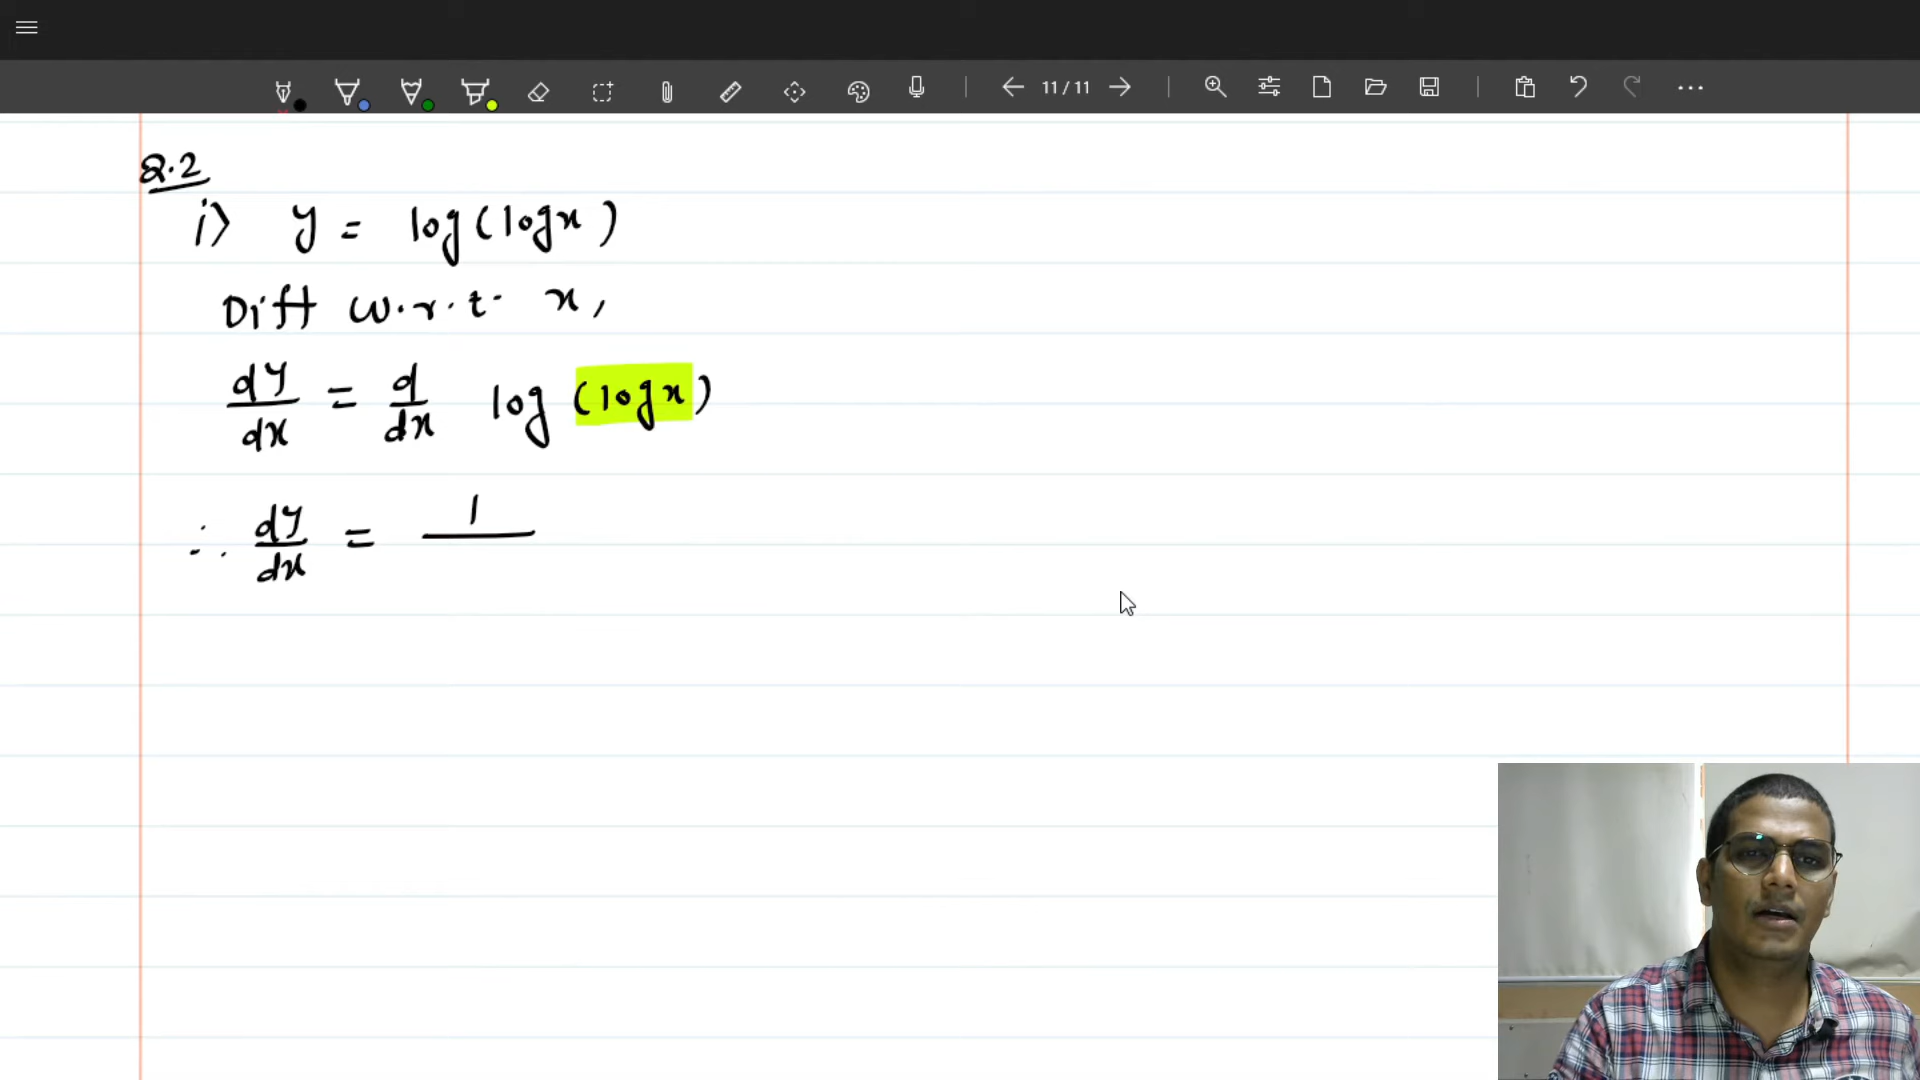 11 / 11
Q.2
i) y = log(logx)
Diff w.r.t. x,
dy/dx = d/dx log (logx)
∴ dy/dx = 1/